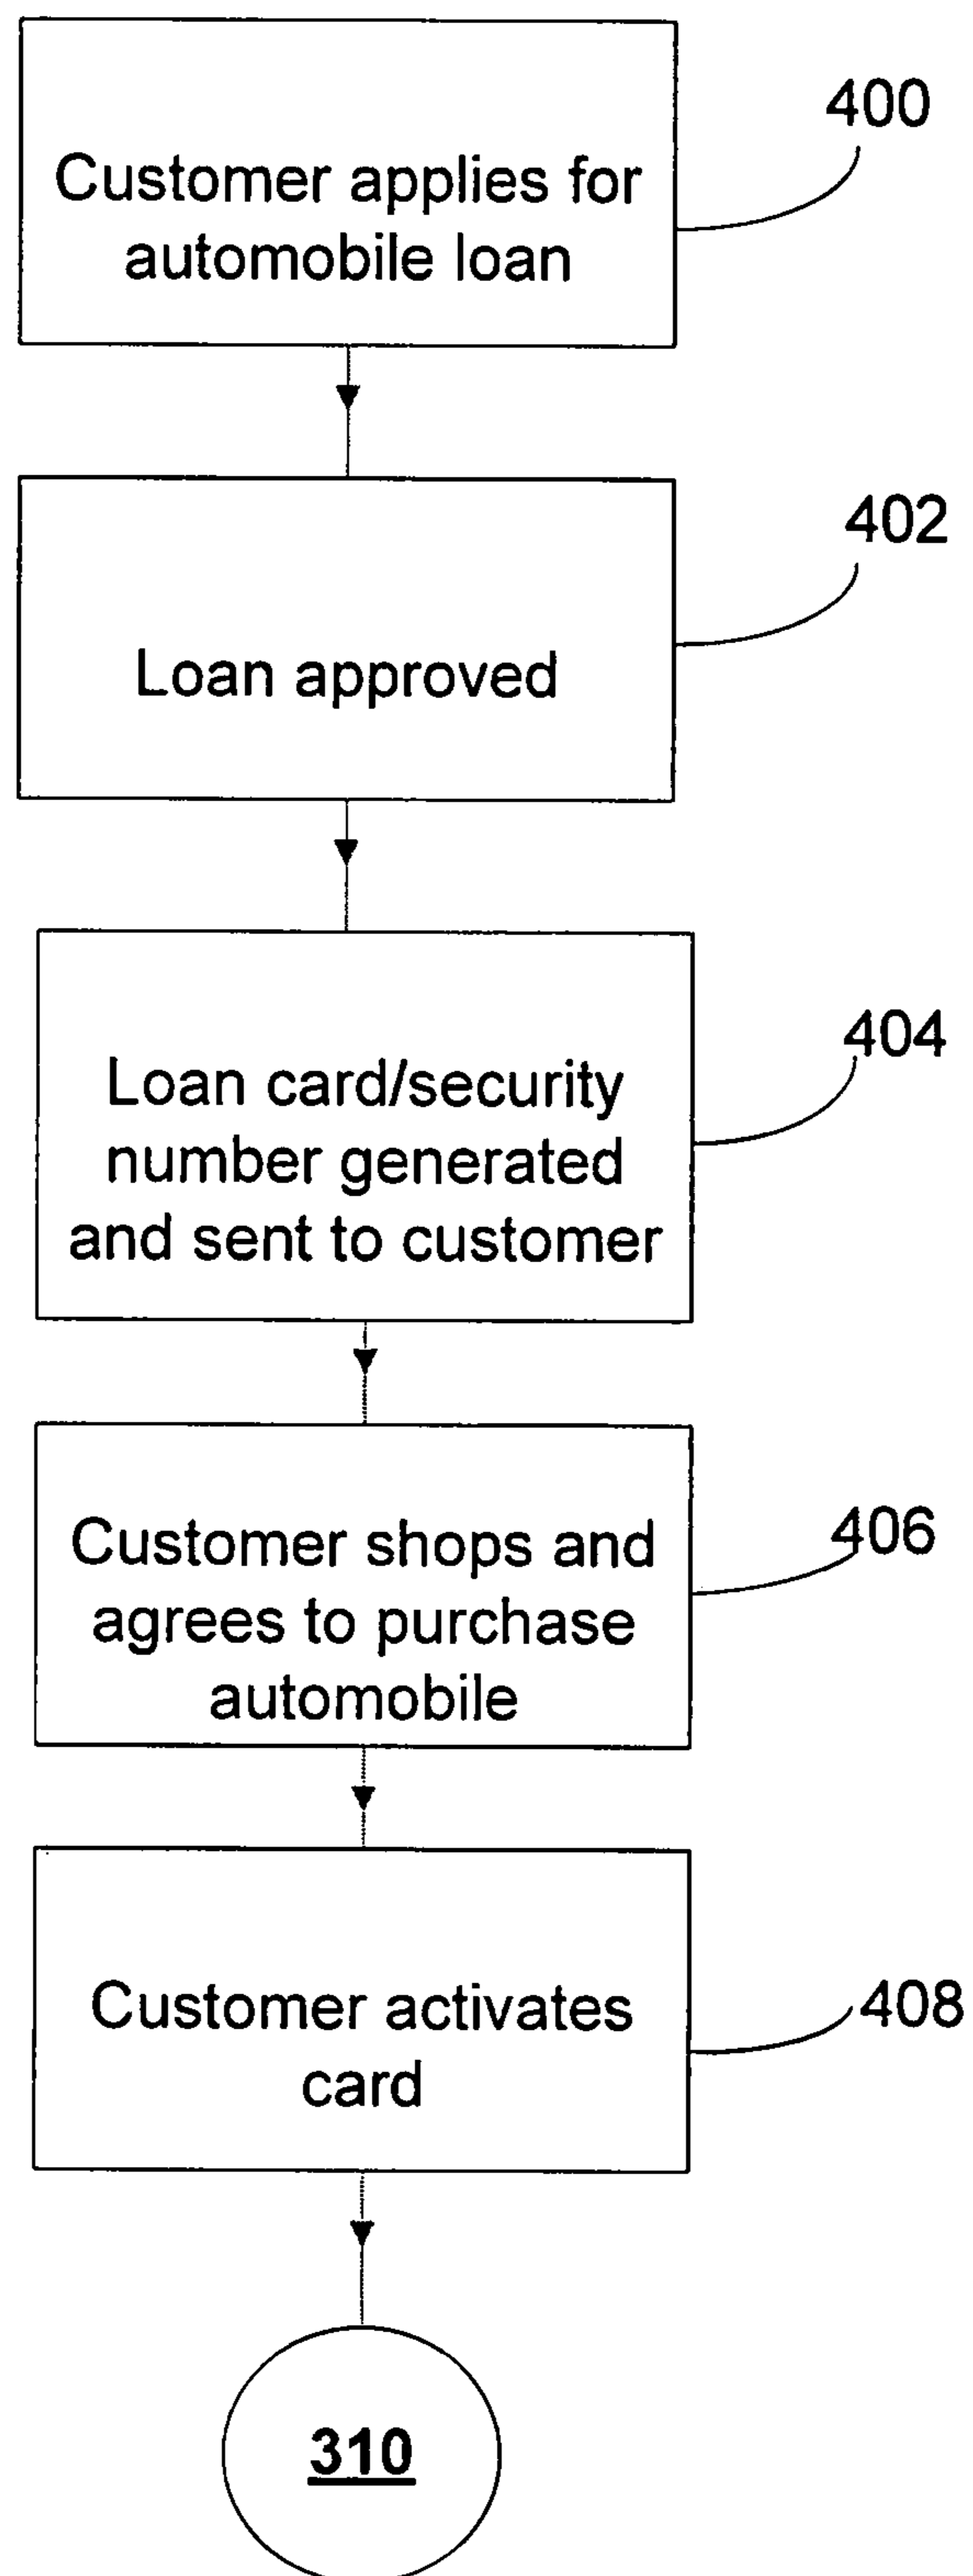 400
Customer applies for
automobile loan
402
Loan approved
404
Loan card/security
number generated
and sent to customer
406
Customer shops and
agrees to purchase
automobile
408
Customer activates
card
310